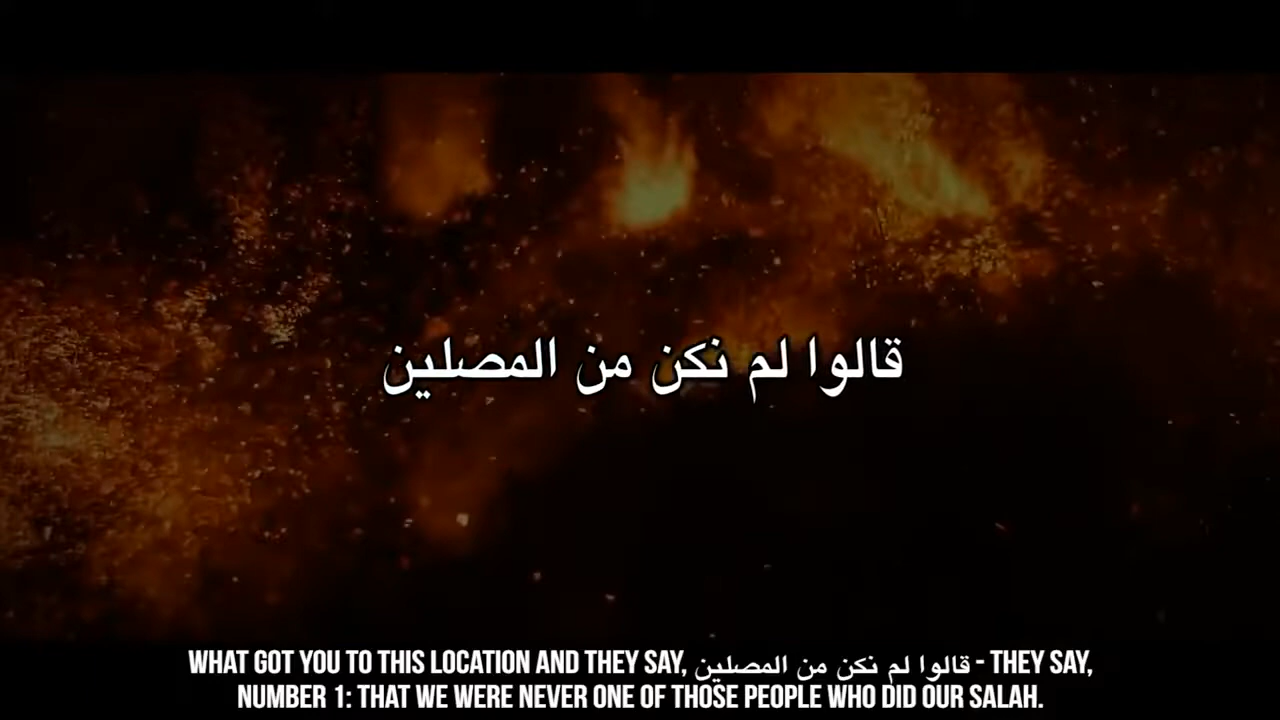 قالوا لم نكن من المصلين
WHAT GOT YOU TO THIS LOCATION AND THEY SAY, قالوا لم نكن من المصلين - THEY SAY,
NUMBER 1: THAT WE WERE NEVER ONE OF THOSE PEOPLE WHO DID OUR SALAH.